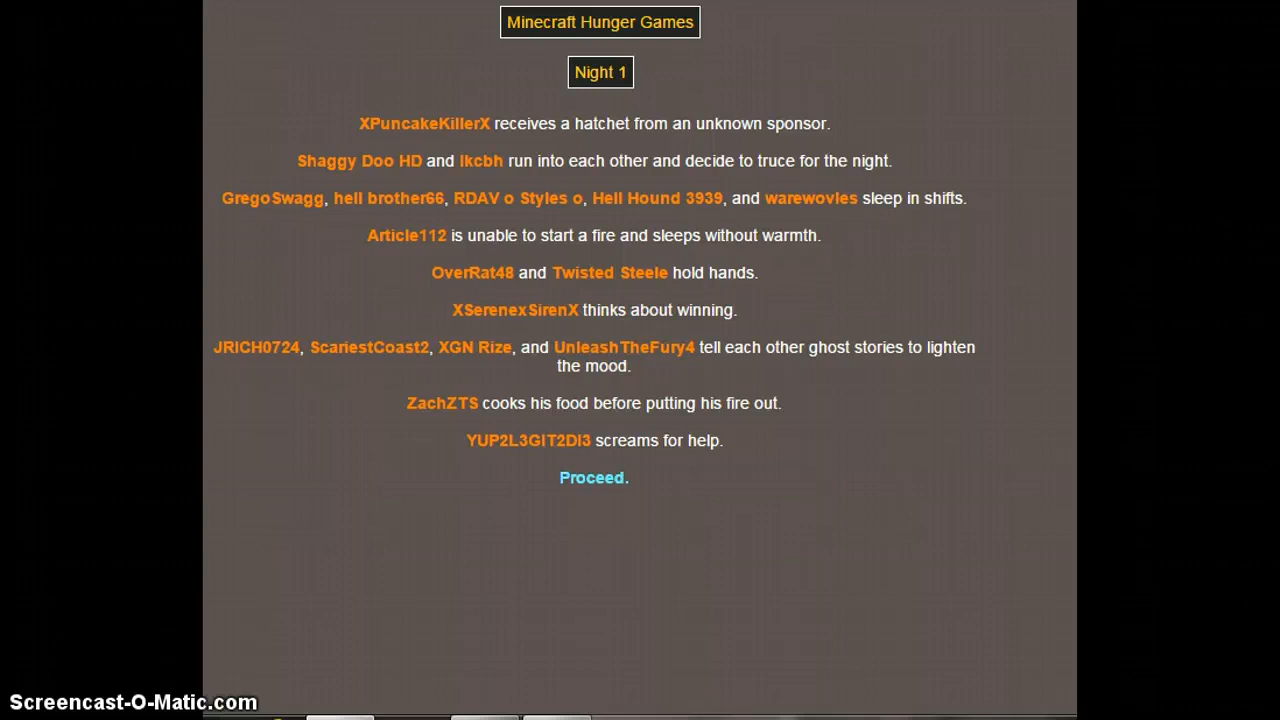 Minecraft Hunger Games
Night 1
XPuncakeKillerX receives a hatchet from an unknown sponsor.
Shaggy Doo HD and lkcbh run into each other and decide to truce for the night.
GregoSwagg, hell brother66, RDAV o Styles o, Hell Hound 3939, and warewovles sleep in shifts.
Article112 is unable to start a fire and sleeps without warmth.
OverRat48 and Twisted Steele hold hands.
XSerenexSirenX thinks about winning.
JRICH0724, ScariestCoast2, XGN Rize, and UnleashTheFury4 tell each other ghost stories to lighten
the mood.
ZachZTS cooks his food before putting his fire out.
YUP2L3GIT2DI3 screams for help.
Proceed.
Screencast-O-Matic.com